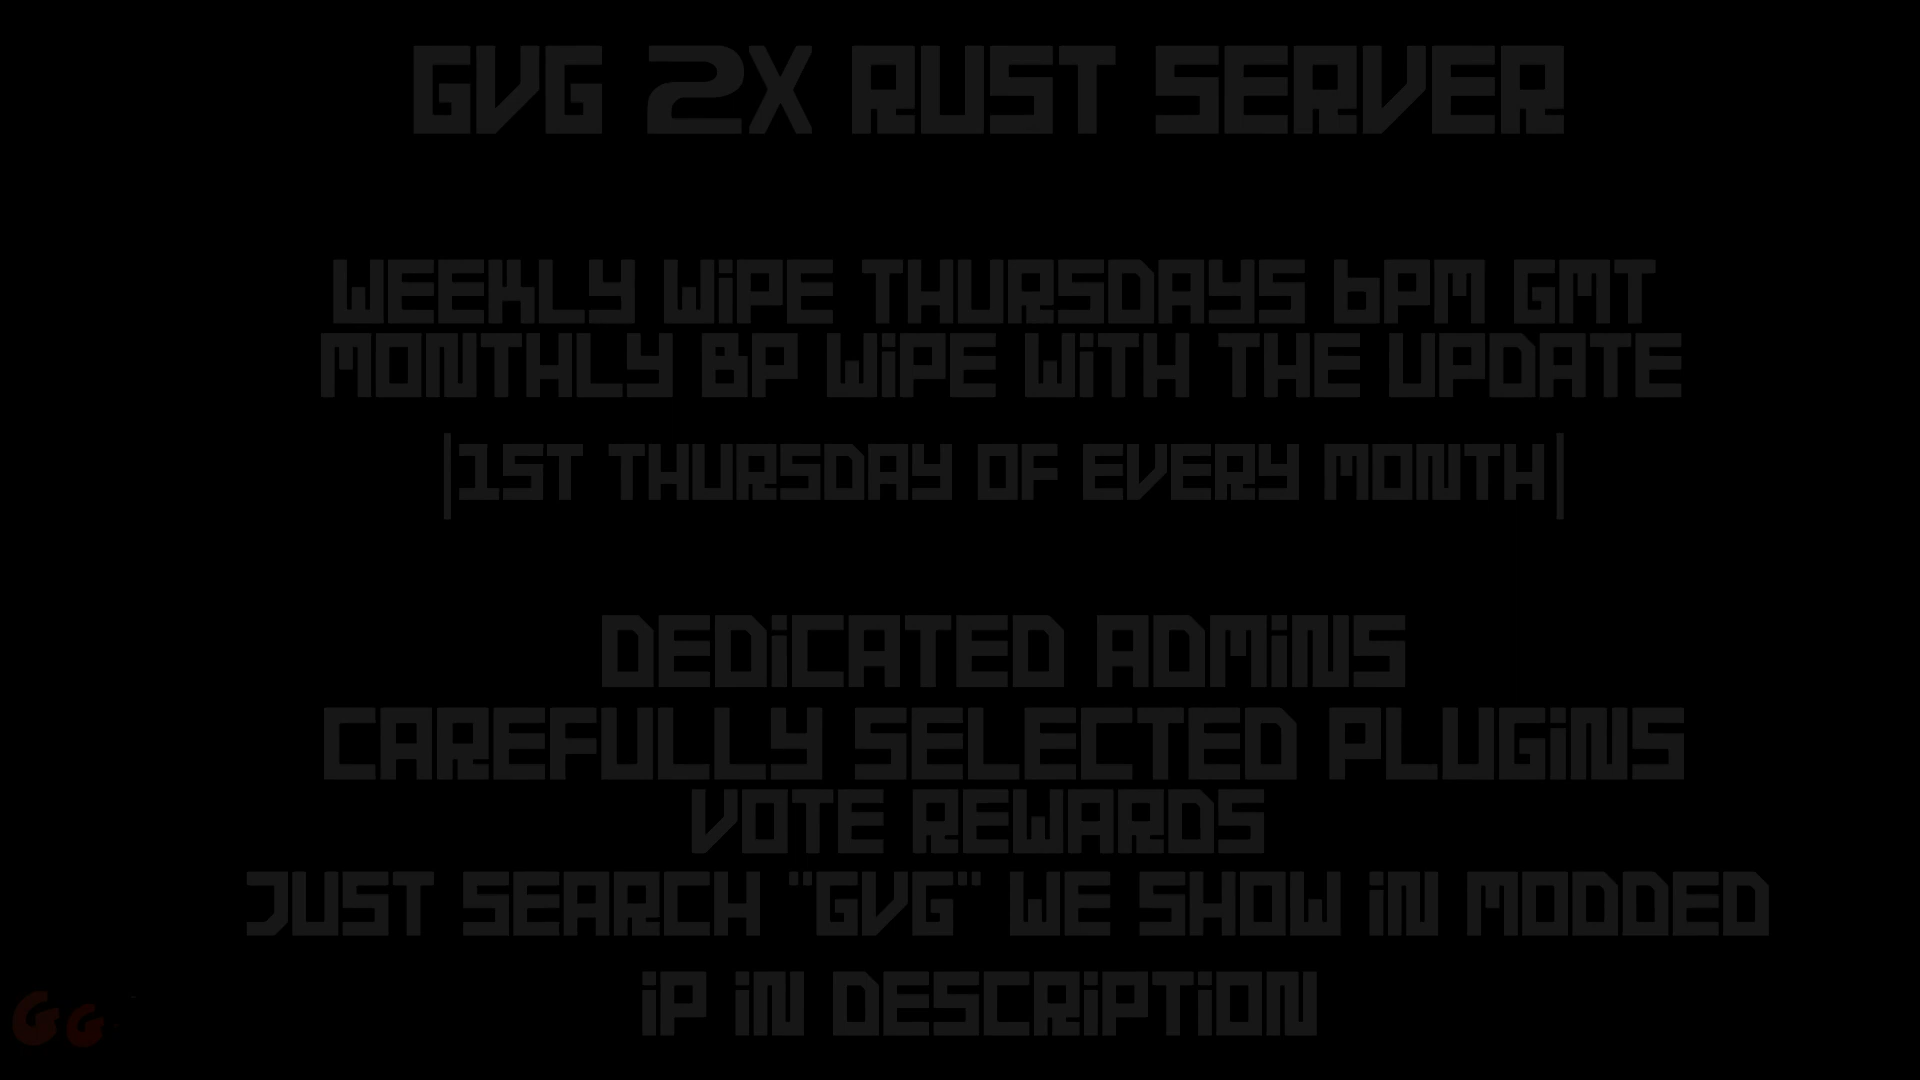 GVG 2X RUST SERVER
WEEKLY WiPE THURSDAYS 6PM GMT
MONTHLY BP WiPE WiTH THE UPDATE
|1ST THURSDAY OF EVERY MONTH|
DEDiCATED ADMiNS
CAREFULLY SELECTED PLUGiNS
VOTE REWARDS
JUST SEARCH "GVG" WE SHOW iN MODDED
iP iN DESCRiPTiON
GG